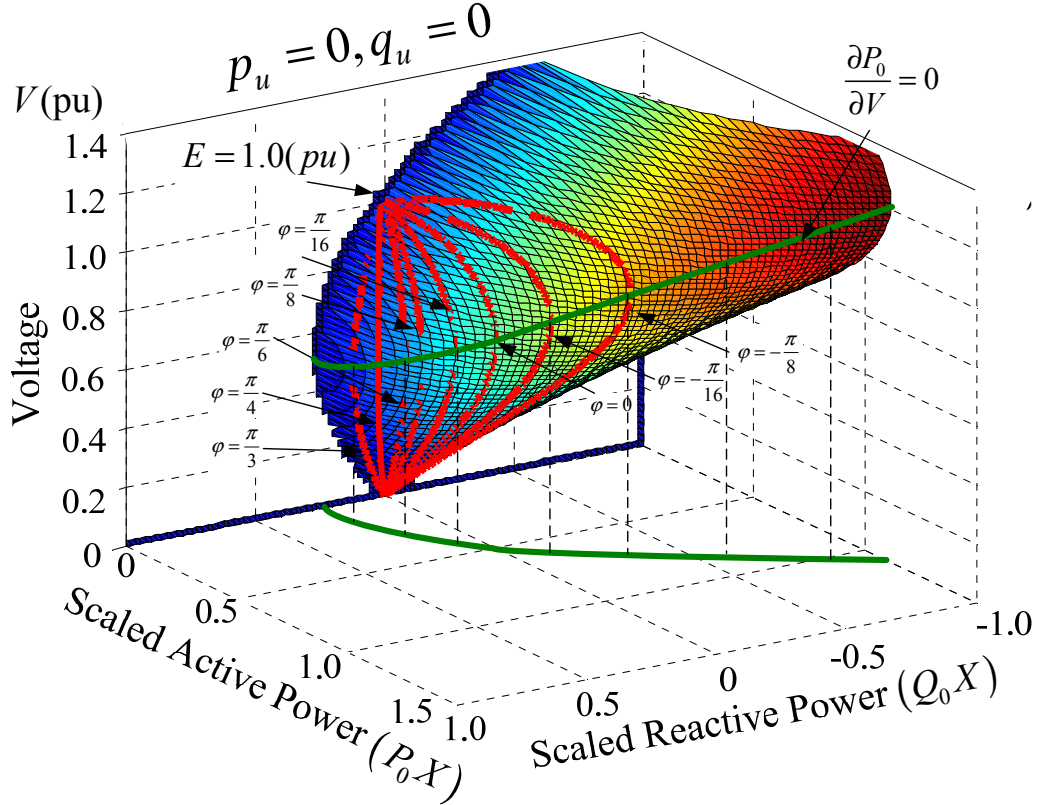 p_u = 0, q_u = 0
∂P_0/∂V = 0
V(pu)
E = 1.0(pu)
1.4
1.2
1.0
0.8
0.6
0.4
0.2
0
Voltage
φ = π/16
φ = π/8
φ = π/6
φ = π/4
φ = π/3
φ = 0
φ = −π/16
φ = −π/8
0
0.5
1.0
1.5
Scaled Active Power (P_0X)
1.0
0.5
0
-0.5
-1.0
Scaled Reactive Power (Q_0X)
,